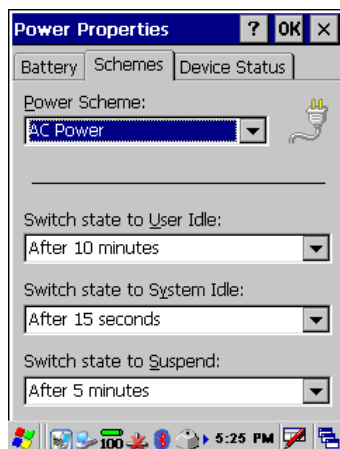 Power Properties ? OK ×
Battery Schemes Device Status
Power Scheme:
AC Power
Switch state to User Idle:
After 10 minutes
Switch state to System Idle:
After 15 seconds
Switch state to Suspend:
After 5 minutes
100 5:25 PM